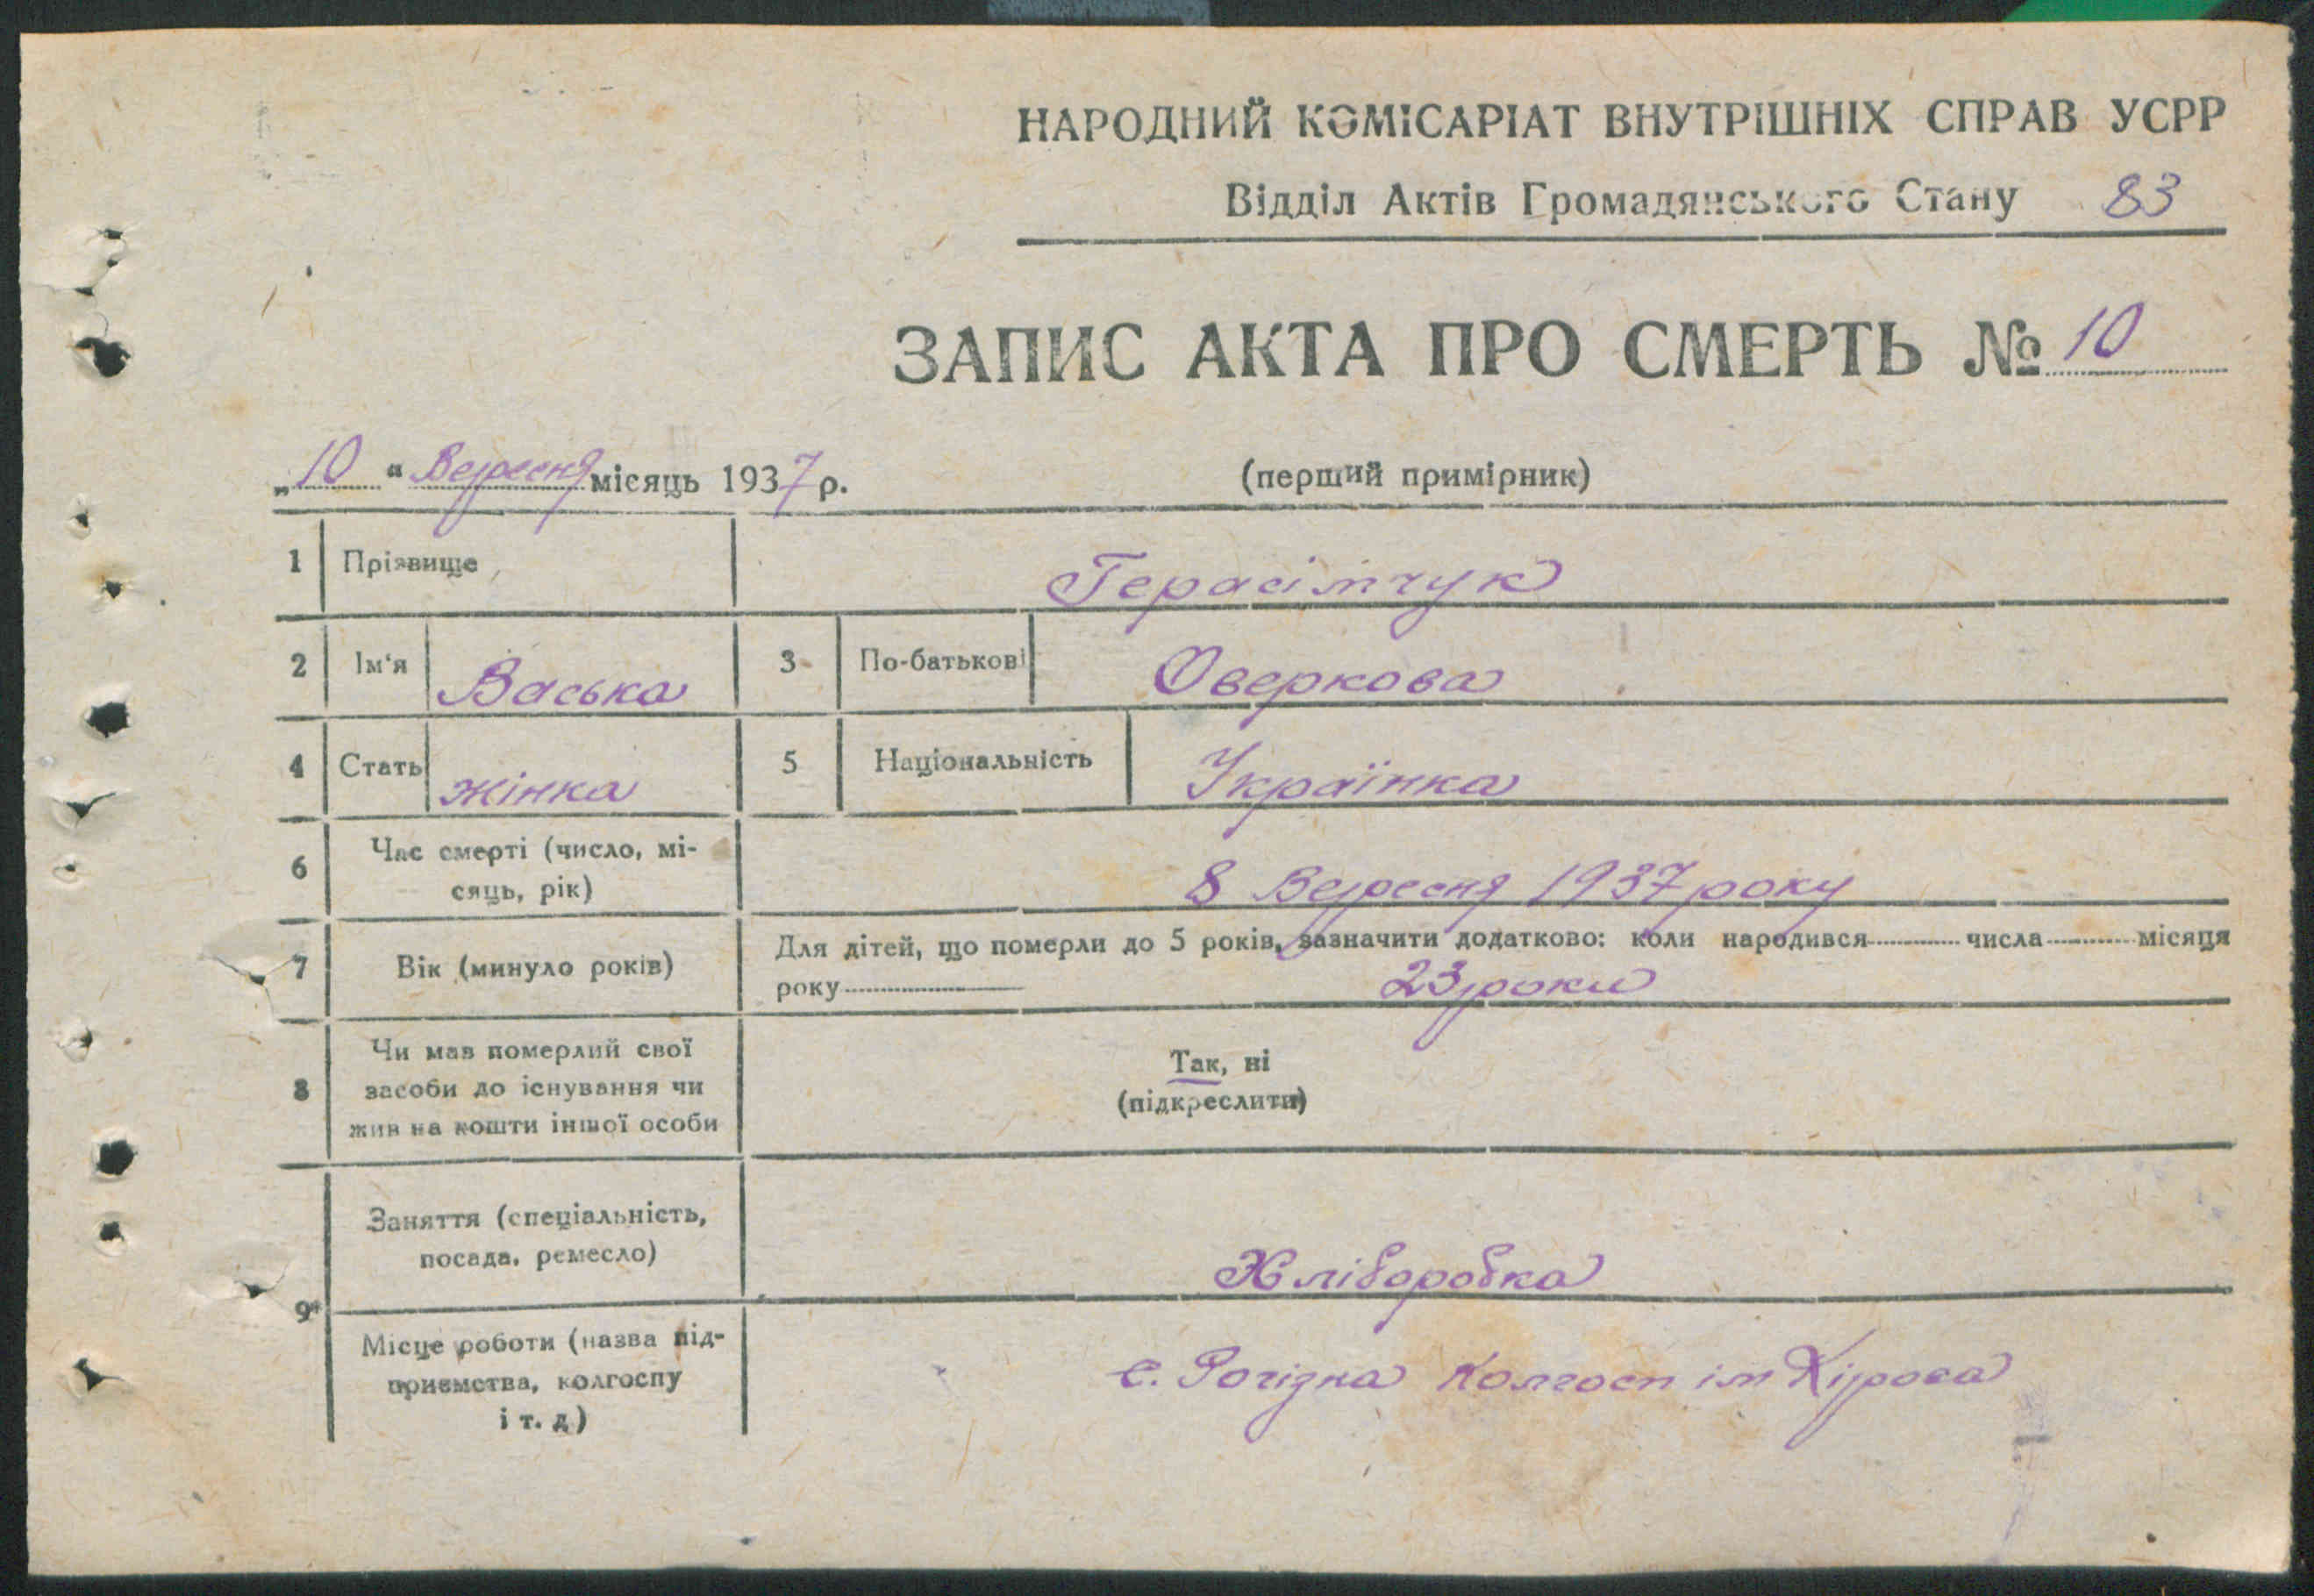 НАРОДНИЙ КОМІСАРІАТ ВНУТРІШНІХ СПРАВ УСРР
Відділ Актів Громадянського Стану 83
ЗАПИС АКТА ПРО СМЕРТЬ № 10
„10“ Вересня місяць 1937 р. (перший примірник)
1 Прізвище Герасімчук
2 Ім'я Васька 3 По-батькові Оверкова
4 Стать жінка 5 Національність Українка
6 Час смерті (число, мі-
сяць, рік) 8 Вересня 1937 року
7 Вік (минуло років) Для дітей, що померли до 5 років, зазначити додатково: коли народився числа місяця
року 23 роки
8 Чи мав померлий свої
засоби до існування чи
жив на кошти іншої особи
Так, ні
(підкреслити)
9 Заняття (спеціальність,
посада, ремесло) Хліборобка
Місце роботи (назва під-
приємства, колгоспу
і т. д) с. Рогізна Колгосп ім Кірова